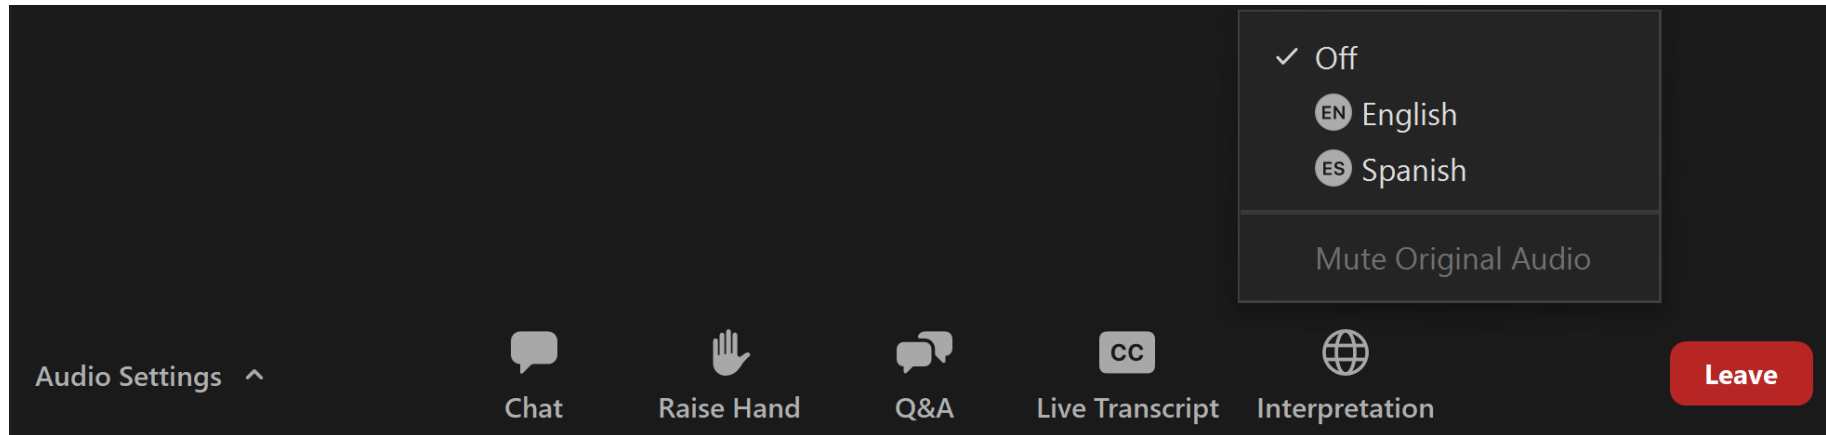 Off
EN English
ES Spanish
Mute Original Audio
Audio Settings
Chat
Raise Hand
Q&A
CC
Live Transcript
Interpretation
Leave